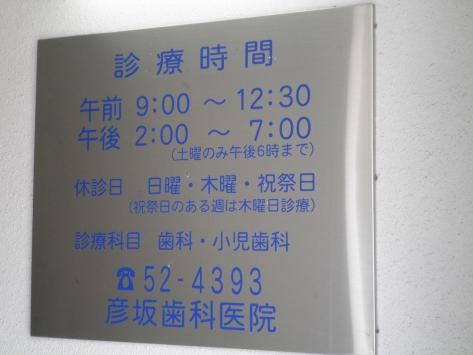 診療時間
午前 9:00 ～ 12:30
午後 2:00 ～ 7:00
(土曜のみ午後6時まで)
休診日 日曜・木曜・祝祭日
(祝祭日のある週は木曜日診療)
診療科目 歯科・小児歯科
☎52-4393
彦坂歯科医院